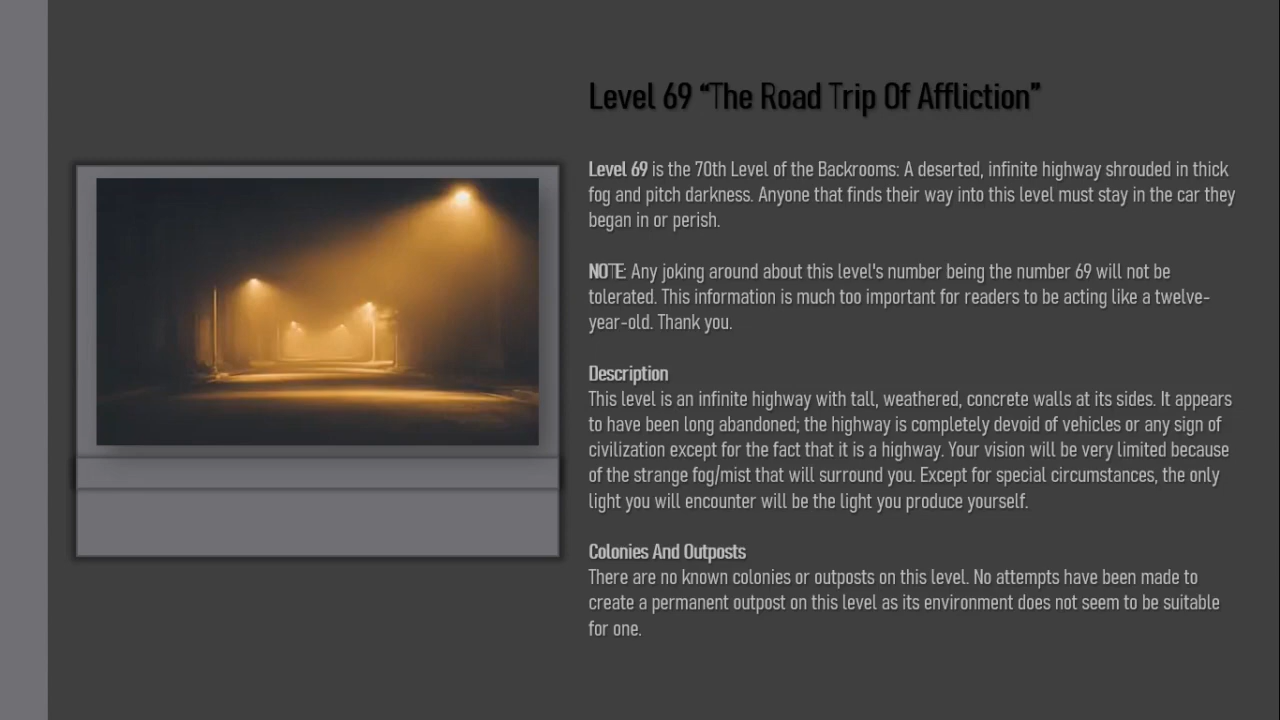 Level 69 “The Road Trip Of Affliction”
Level 69 is the 70th Level of the Backrooms: A deserted, infinite highway shrouded in thick
fog and pitch darkness. Anyone that finds their way into this level must stay in the car they
began in or perish.
NOTE: Any joking around about this level's number being the number 69 will not be
tolerated. This information is much too important for readers to be acting like a twelve-
year-old. Thank you.
Description
This level is an infinite highway with tall, weathered, concrete walls at its sides. It appears
to have been long abandoned; the highway is completely devoid of vehicles or any sign of
civilization except for the fact that it is a highway. Your vision will be very limited because
of the strange fog/mist that will surround you. Except for special circumstances, the only
light you will encounter will be the light you produce yourself.
Colonies And Outposts
There are no known colonies or outposts on this level. No attempts have been made to
create a permanent outpost on this level as its environment does not seem to be suitable
for one.